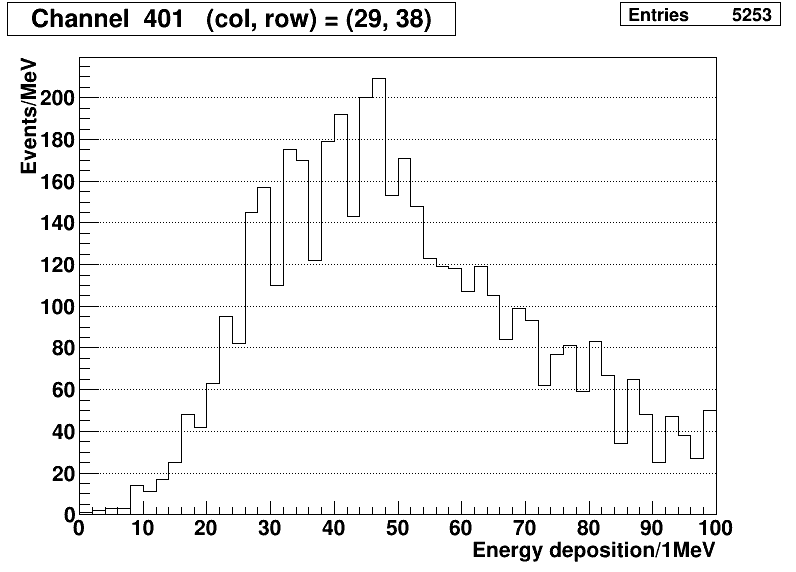 Channel 401 (col, row) = (29, 38)
Entries 5253
Events/MeV
200
180
160
140
120
100
80
60
40
20
0
0 10 20 30 40 50 60 70 80 90 100
Energy deposition/1MeV